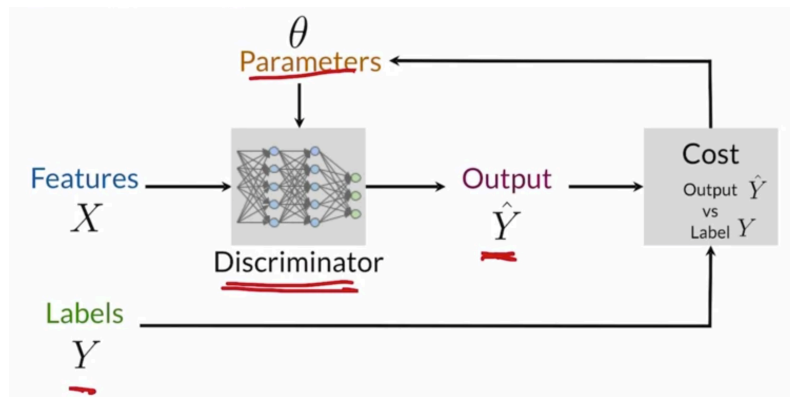 θ
Parameters
Features
X
Discriminator
Output
Ŷ
Cost
Output Ŷ
vs
Label Y
Labels
Y